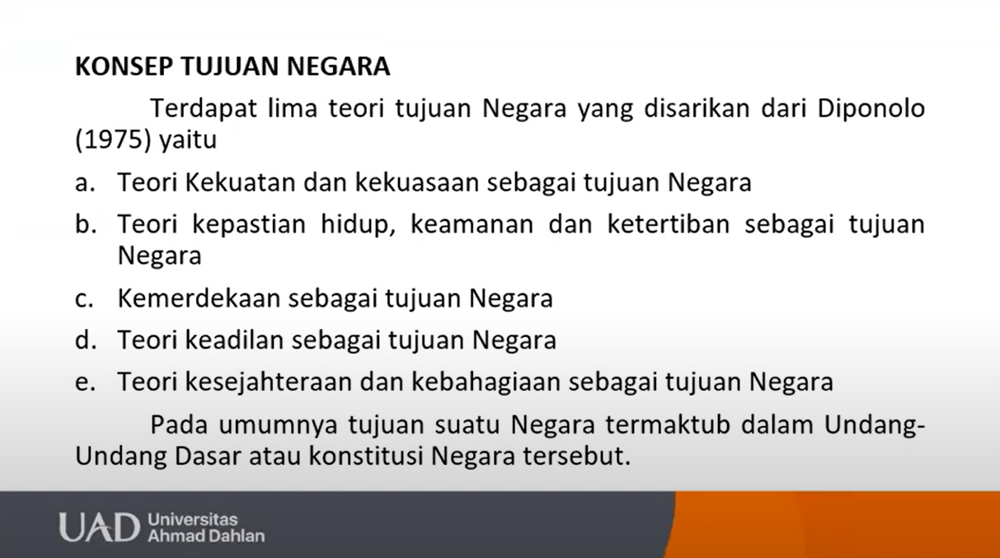 KONSEP TUJUAN NEGARA
Terdapat lima teori tujuan Negara yang disarikan dari Diponolo
(1975) yaitu
a. Teori Kekuatan dan kekuasaan sebagai tujuan Negara
b. Teori kepastian hidup, keamanan dan ketertiban sebagai tujuan
Negara
c. Kemerdekaan sebagai tujuan Negara
d. Teori keadilan sebagai tujuan Negara
e. Teori kesejahteraan dan kebahagiaan sebagai tujuan Negara
Pada umumnya tujuan suatu Negara termaktub dalam Undang-
Undang Dasar atau konstitusi Negara tersebut.
UAD Universitas
Ahmad Dahlan